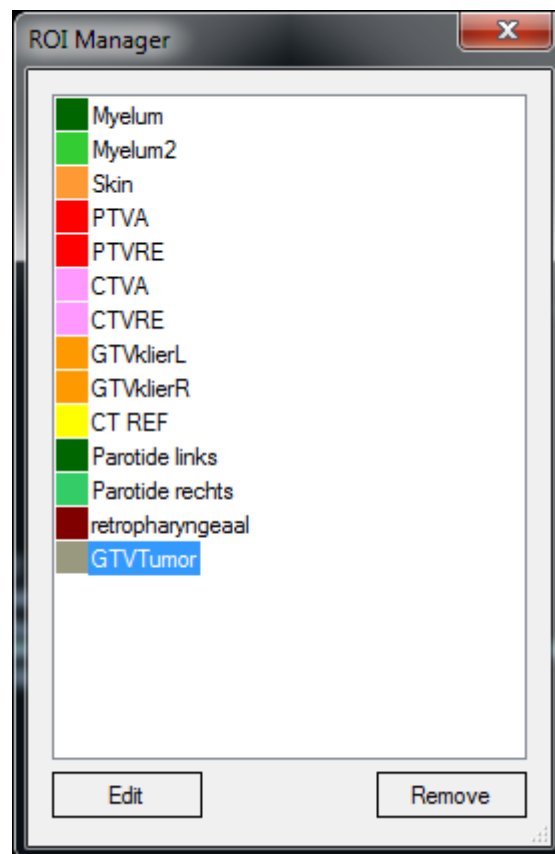 ROI Manager
Myelum
Myelum2
Skin
PTVA
PTVRE
CTVA
CTVRE
GTVklierL
GTVklierR
CT REF
Parotide links
Parotide rechts
retropharyngeaal
GTVTumor
Edit
Remove